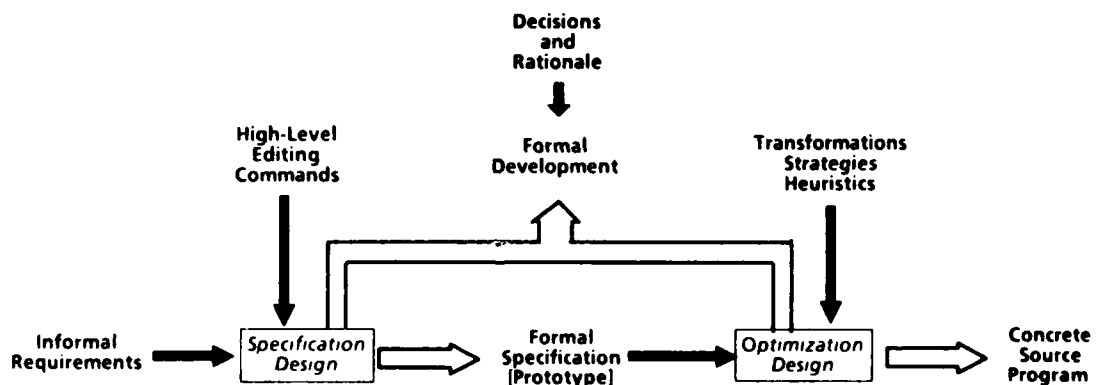 Decisions
and
Rationale
High-Level
Editing
Commands
Formal
Development
Transformations
Strategies
Heuristics
Informal
Requirements
Specification
Design
Formal
Specification
[Prototype]
Optimization
Design
Concrete
Source
Program